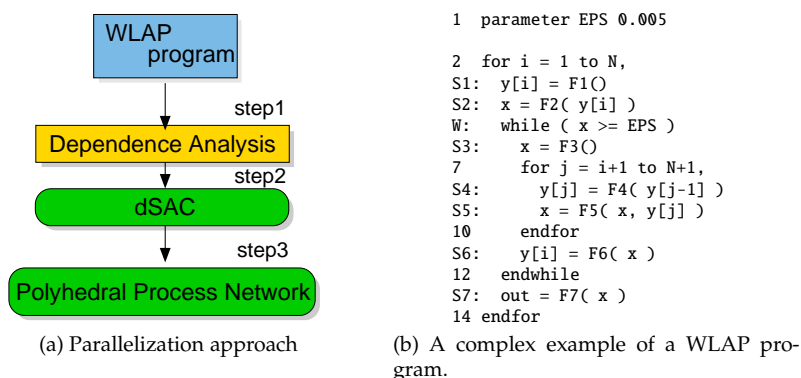 WLAP
program
step1
Dependence Analysis
step2
dSAC
step3
Polyhedral Process Network
(a) Parallelization approach
1 parameter EPS 0.005
2 for i = 1 to N,
S1: y[i] = F1()
S2: x = F2( y[i] )
W: while ( x >= EPS )
S3: x = F3()
7 for j = i+1 to N+1,
S4: y[j] = F4( y[j-1] )
S5: x = F5( x, y[j] )
10 endfor
S6: y[i] = F6( x )
12 endwhile
S7: out = F7( x )
14 endfor
(b) A complex example of a WLAP pro-
gram.